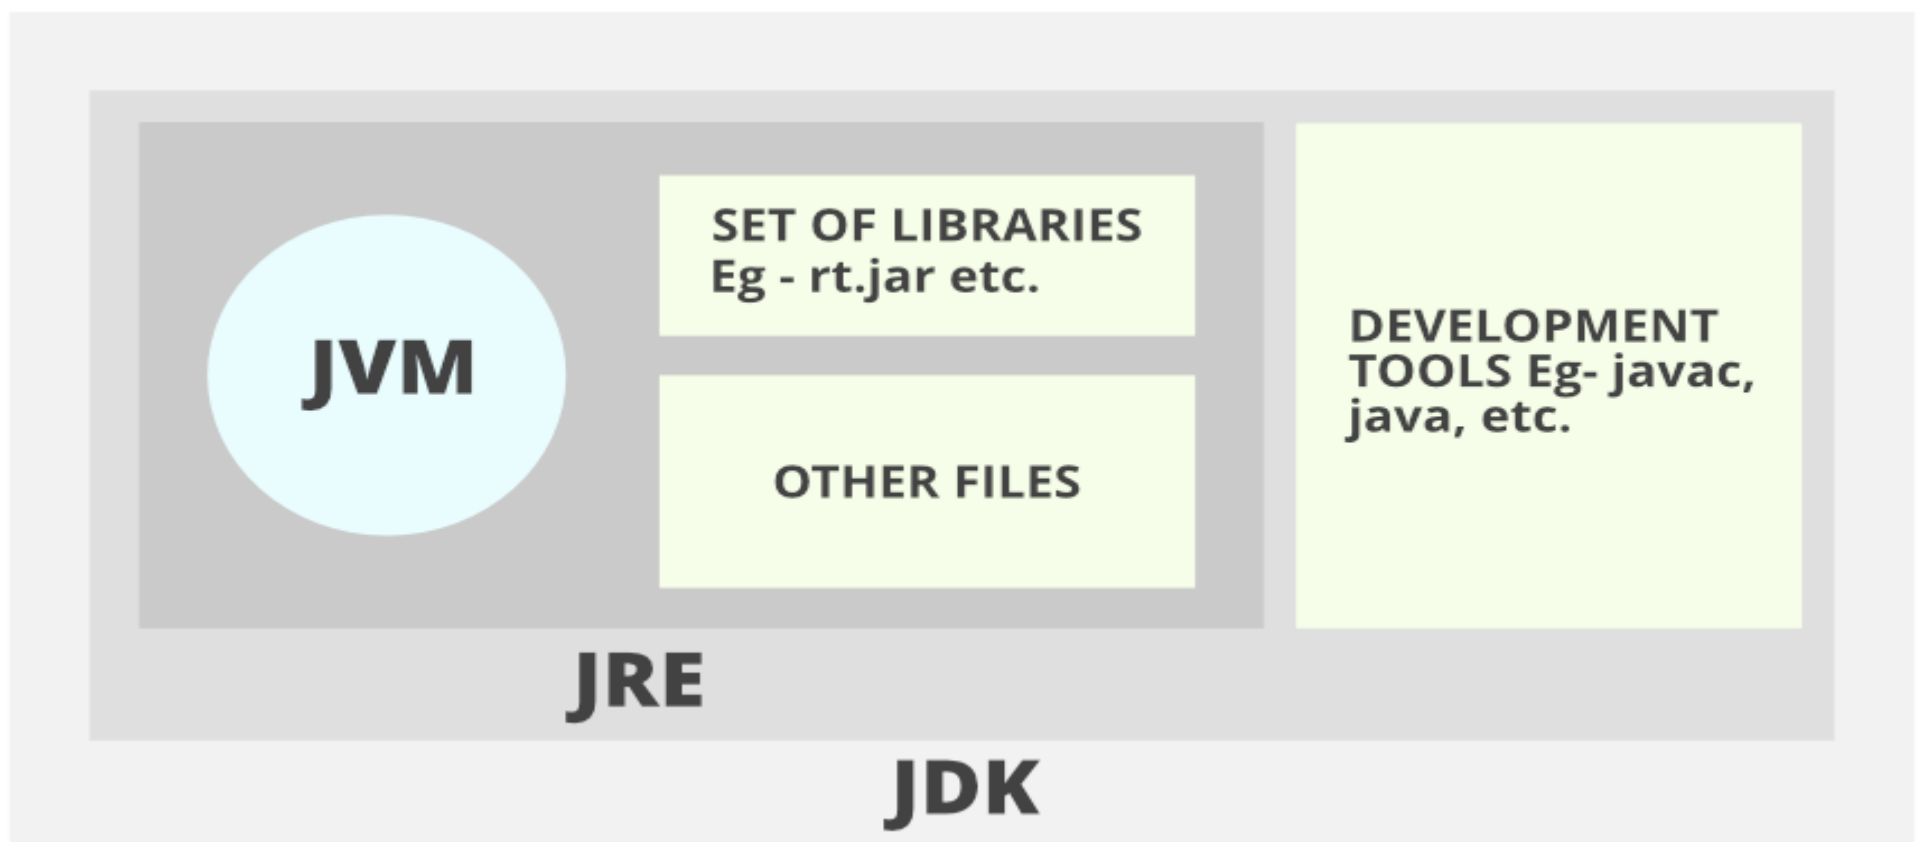 JVM
SET OF LIBRARIES
Eg - rt.jar etc.
OTHER FILES
DEVELOPMENT
TOOLS Eg- javac,
java, etc.
JRE
JDK